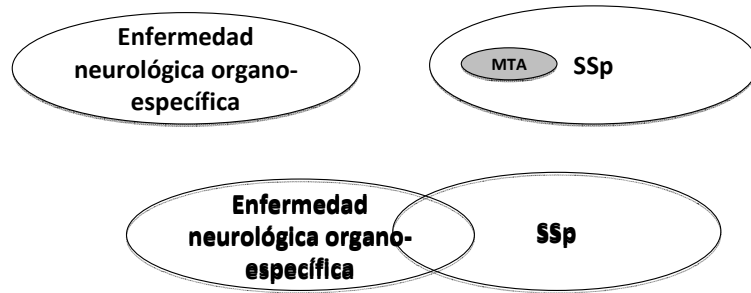 Enfermedad
neurológica organo-
específica
MTA
SSp
Enfermedad
neurológica organo-
específica
SSp